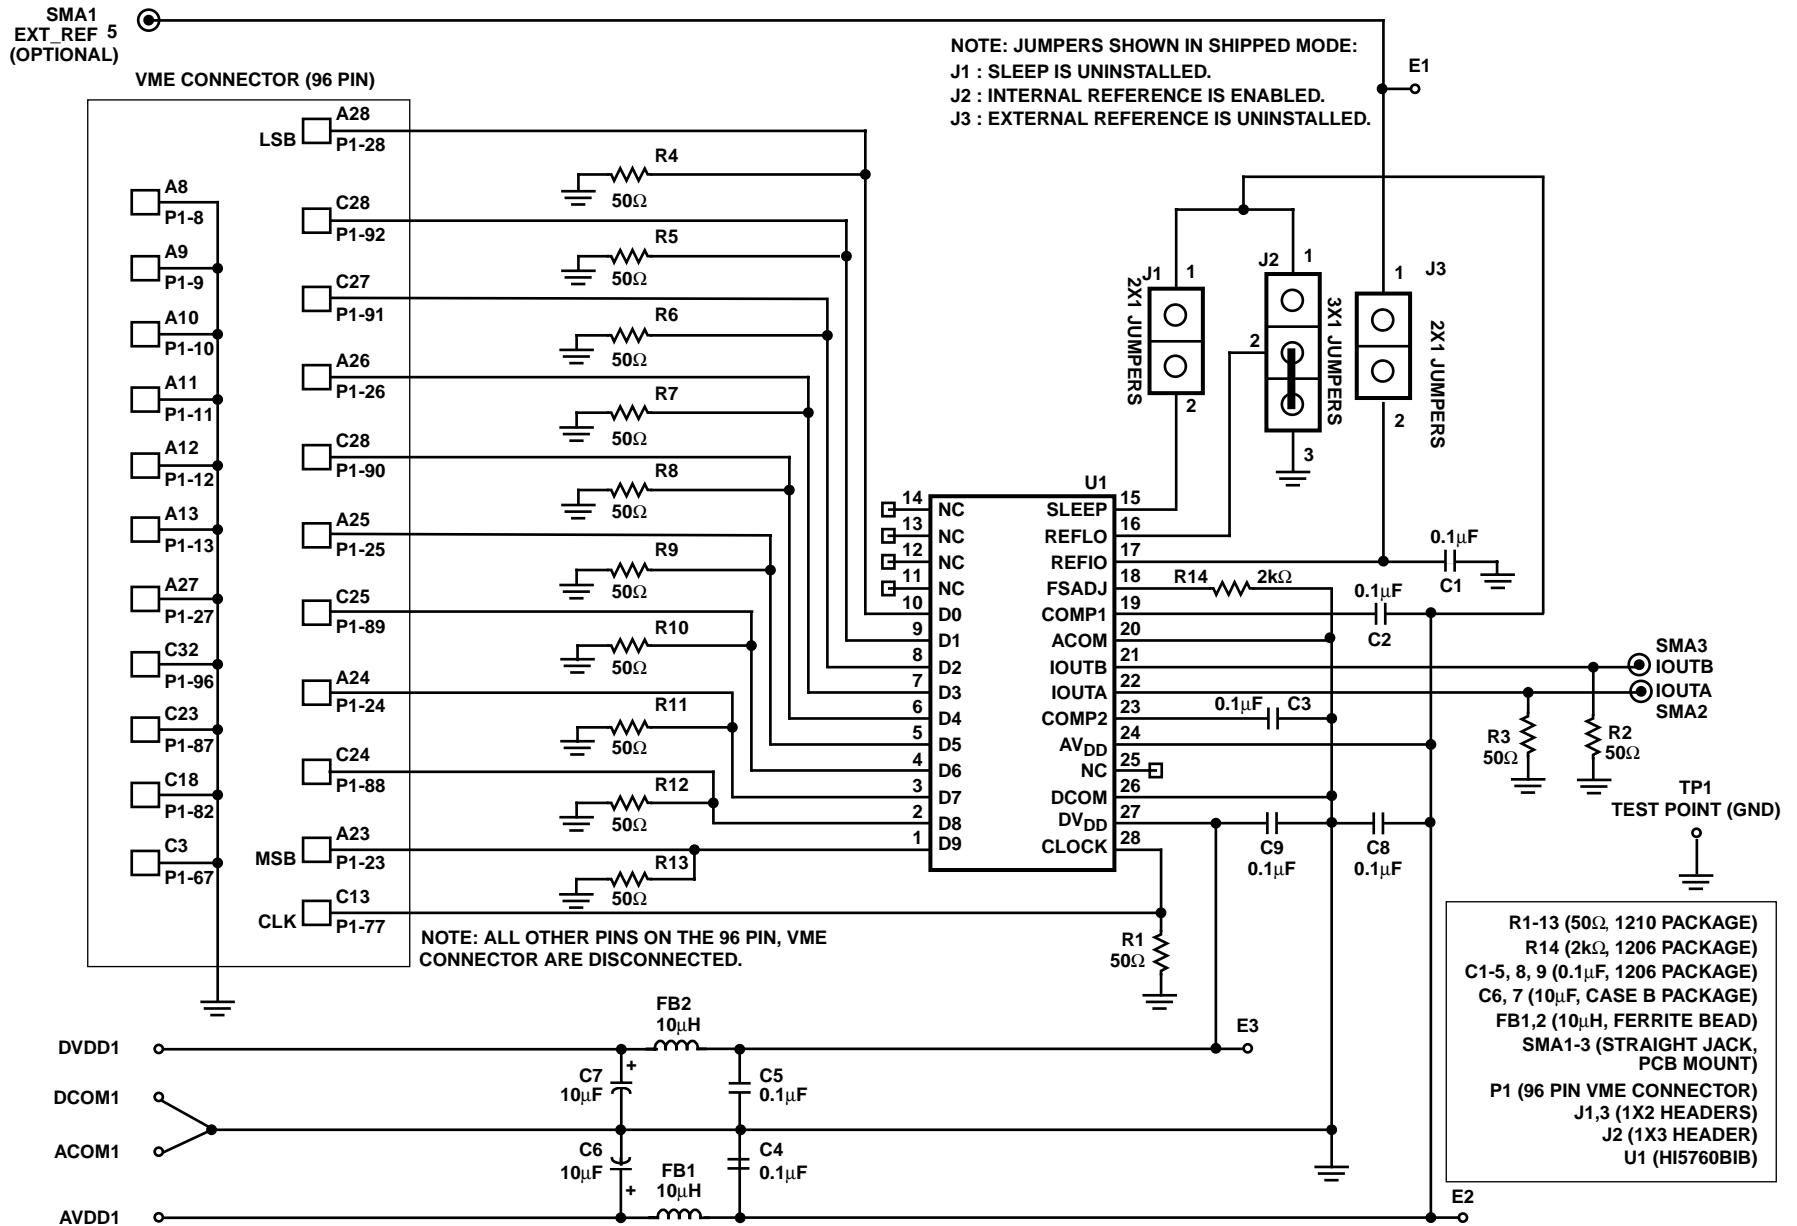 SMA1
EXT_REF 5
(OPTIONAL)
VME CONNECTOR (96 PIN)
NOTE: JUMPERS SHOWN IN SHIPPED MODE:
J1 : SLEEP IS UNINSTALLED.
J2 : INTERNAL REFERENCE IS ENABLED.
J3 : EXTERNAL REFERENCE IS UNINSTALLED.
E1
A8
P1-8
A9
P1-9
A10
P1-10
A11
P1-11
A12
P1-12
A13
P1-13
A27
P1-27
C32
P1-96
C23
P1-87
C18
P1-82
C3
P1-67
LSB
A28
P1-28
C28
P1-92
C27
P1-91
A26
P1-26
C28
P1-90
A25
P1-25
C25
P1-89
A24
P1-24
C24
P1-88
MSB
A23
P1-23
CLK
C13
P1-77
R4
50Ω
R5
50Ω
R6
50Ω
R7
50Ω
R8
50Ω
R9
50Ω
R10
50Ω
R11
50Ω
R12
50Ω
R13
50Ω
NOTE: ALL OTHER PINS ON THE 96 PIN, VME
CONNECTOR ARE DISCONNECTED.
J1
1
2
2X1 JUMPERS
J2
1
2
3
3X1 JUMPERS
J3
1
2
2X1 JUMPERS
U1
14 NC
13 NC
12 NC
11 NC
10 D0
9 D1
8 D2
7 D3
6 D4
5 D5
4 D6
3 D7
2 D8
1 D9
SLEEP 15
REFLO 16
REFIO 17
FSADJ 18
COMP1 19
ACOM 20
IOUTB 21
IOUTA 22
COMP2 23
AVDD 24
NC 25
DCOM 26
DVDD 27
CLOCK 28
R14 2kΩ
0.1µF
C1
0.1µF
C2
0.1µF C3
SMA3
IOUTB
IOUTA
SMA2
R3
50Ω
R2
50Ω
C9
0.1µF
C8
0.1µF
TP1
TEST POINT (GND)
R1
50Ω
R1-13 (50Ω, 1210 PACKAGE)
R14 (2kΩ, 1206 PACKAGE)
C1-5, 8, 9 (0.1µF, 1206 PACKAGE)
C6, 7 (10µF, CASE B PACKAGE)
FB1,2 (10µH, FERRITE BEAD)
SMA1-3 (STRAIGHT JACK,
PCB MOUNT)
P1 (96 PIN VME CONNECTOR)
J1,3 (1X2 HEADERS)
J2 (1X3 HEADER)
U1 (HI5760BIB)
DVDD1
DCOM1
ACOM1
AVDD1
FB2
10µH
E3
C7
10µF
+
C5
0.1µF
C6
10µF
+
C4
0.1µF
FB1
10µH
E2